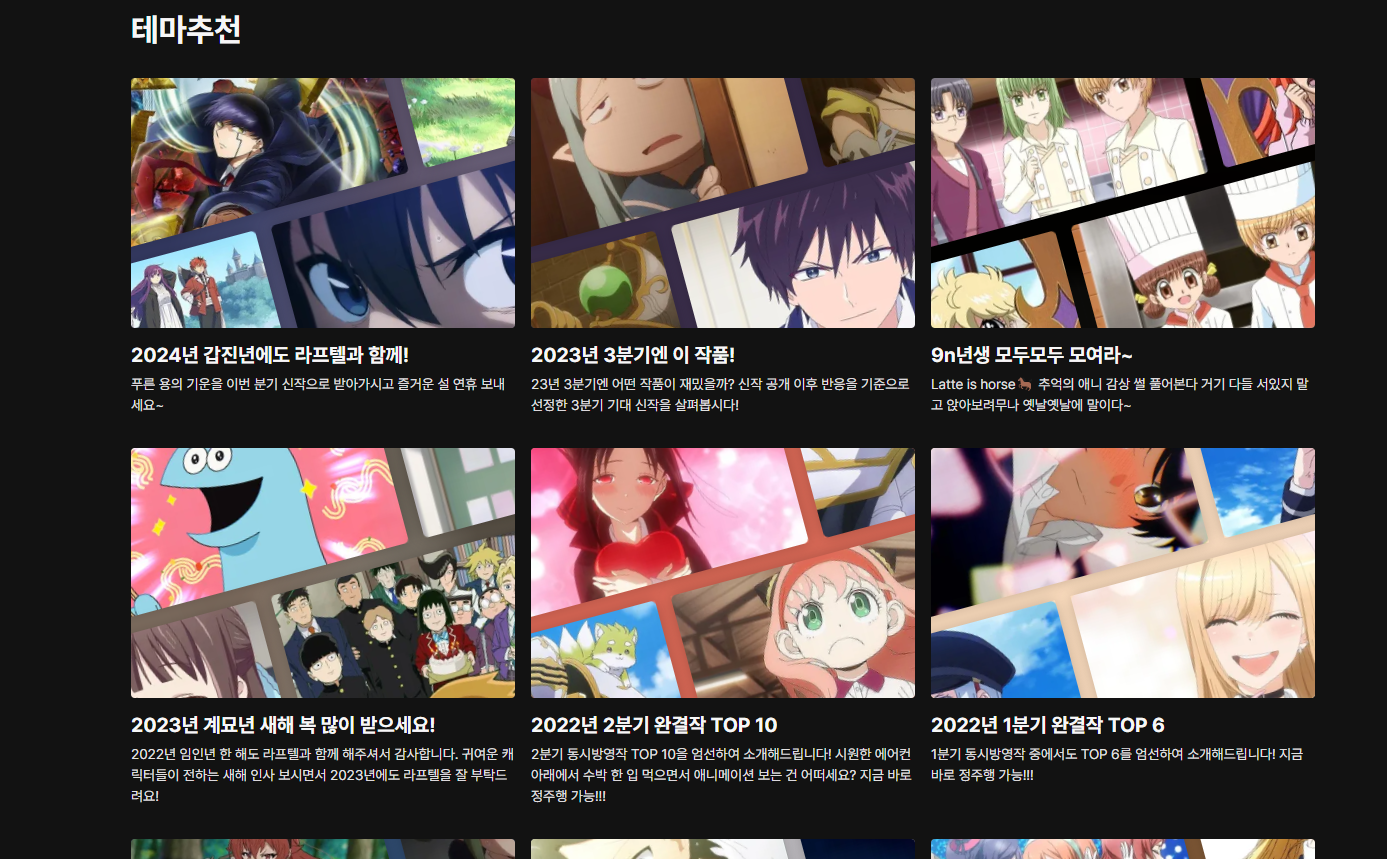 테마추천
2024년 갑진년에도 라프텔과 함께!
푸른 용의 기운을 이번 분기 신작으로 받아가시고 즐거운 설 연휴 보내
세요~
2023년 3분기엔 이 작품!
23년 3분기엔 어떤 작품이 재밌을까? 신작 공개 이후 반응을 기준으로
선정한 3분기 기대 신작을 살펴봅시다!
9n년생 모두모두 모여라~
Latte is horse🐎 추억의 애니 감상 썰 풀어본다 거기 다들 서있지 말
고 앉아보려무나 옛날옛날에 말이다~
2023년 계묘년 새해 복 많이 받으세요!
2022년 임인년 한 해도 라프텔과 함께 해주셔서 감사합니다. 귀여운 캐
릭터들이 전하는 새해 인사 보시면서 2023년에도 라프텔을 잘 부탁드
려요!
2022년 2분기 완결작 TOP 10
2분기 동시방영작 TOP 10을 엄선하여 소개해드립니다! 시원한 에어컨
아래에서 수박 한 입 먹으면서 애니메이션 보는 건 어떠세요? 지금 바로
정주행 가능!!!
2022년 1분기 완결작 TOP 6
1분기 동시방영작 중에서도 TOP 6를 엄선하여 소개해드립니다! 지금
바로 정주행 가능!!!